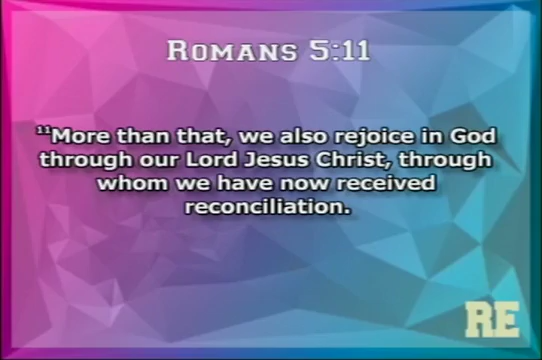 Romans 5:11
¹¹More than that, we also rejoice in God
through our Lord Jesus Christ, through
whom we have now received
reconciliation.
RE